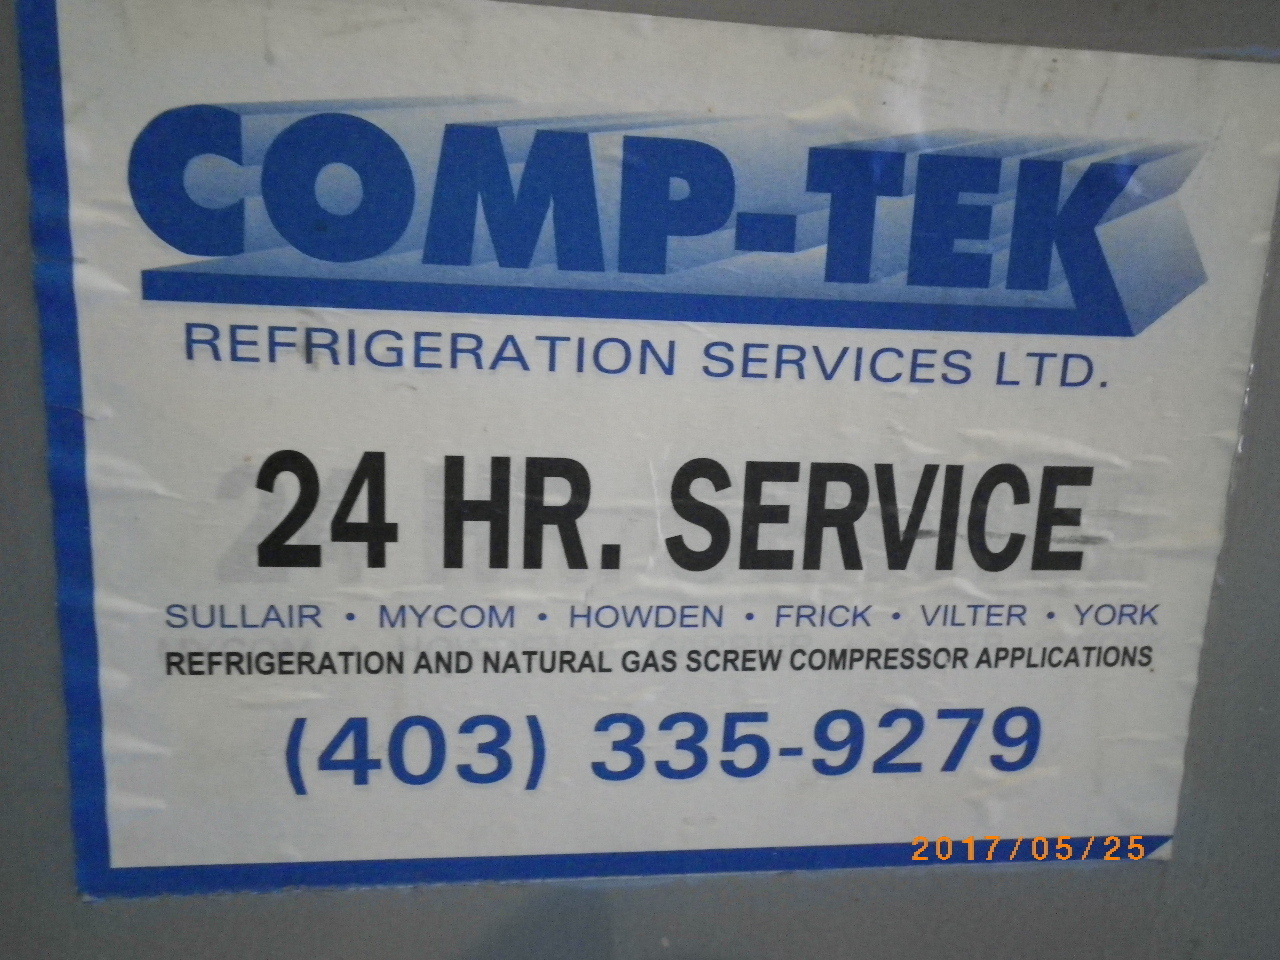 COMP-TEK
REFRIGERATION SERVICES LTD.
24 HR. SERVICE
SULLAIR • MYCOM • HOWDEN • FRICK • VILTER • YORK
REFRIGERATION AND NATURAL GAS SCREW COMPRESSOR APPLICATIONS
(403) 335-9279
2017/05/25